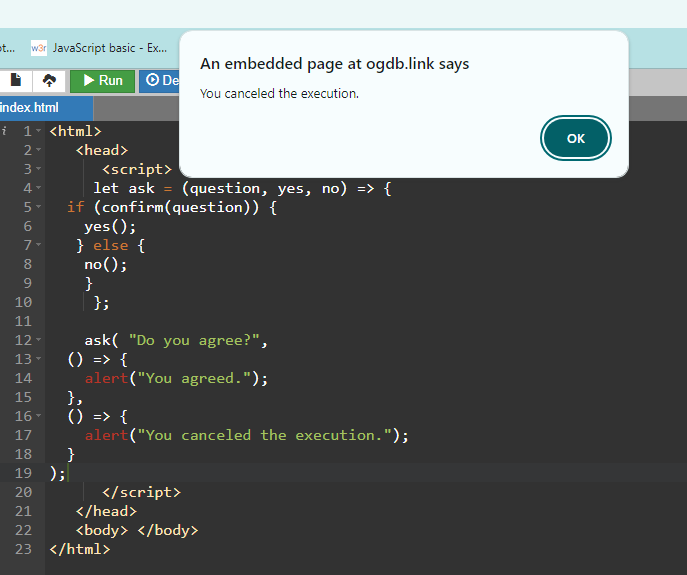 pt...
w3r JavaScript basic - Ex...
An embedded page at ogdb.link says
You canceled the execution.
OK
Run
De
index.html
i 1 <html>
2 <head>
3 <script>
4 let ask = (question, yes, no) => {
5 if (confirm(question)) {
6 yes();
7 } else {
8 no();
9 }
10 };
11
12 ask( "Do you agree?",
13 () => {
14 alert("You agreed.");
15 },
16 () => {
17 alert("You canceled the execution.");
18 }
19 );
20 </script>
21 </head>
22 <body> </body>
23 </html>